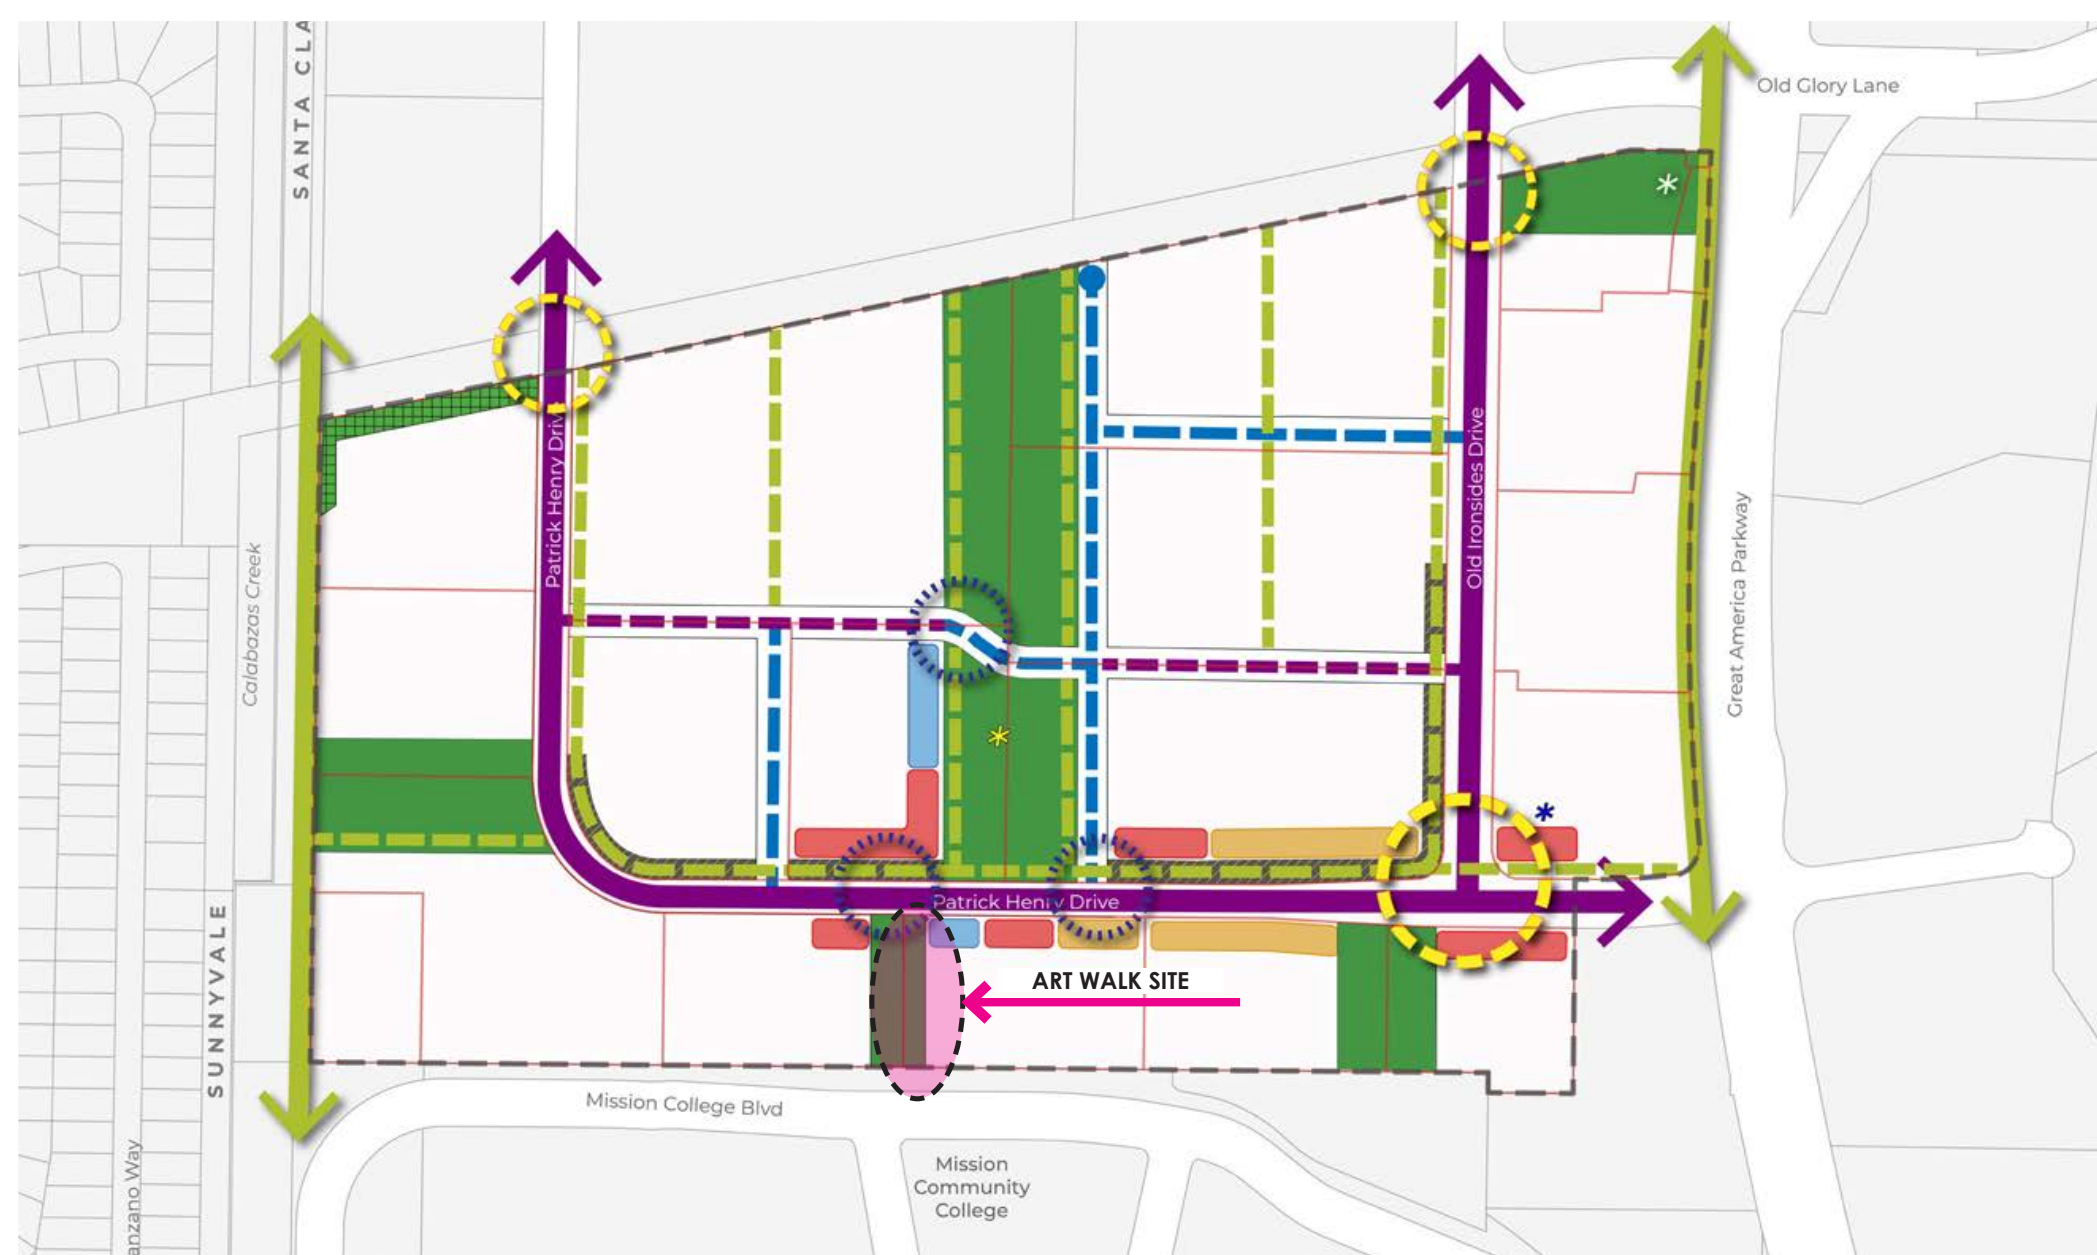 SANTA CLA
Old Glory Lane
Patrick Henry Drive
Old Ironsides Drive
Great America Parkway
Calabazas Creek
Patrick Henry Drive
ART WALK SITE
SUNNYVALE
Mission College Blvd
Mission
Community
College
anzano Way